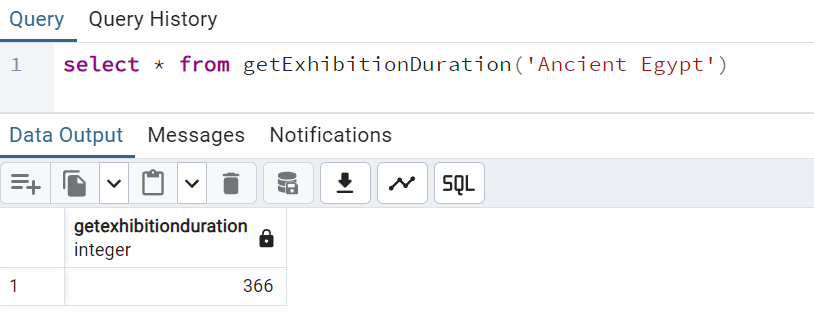 Query Query History
1 select * from getExhibitionDuration('Ancient Egypt')
Data Output Messages Notifications
SQL
getexhibitionduration
integer
1 366